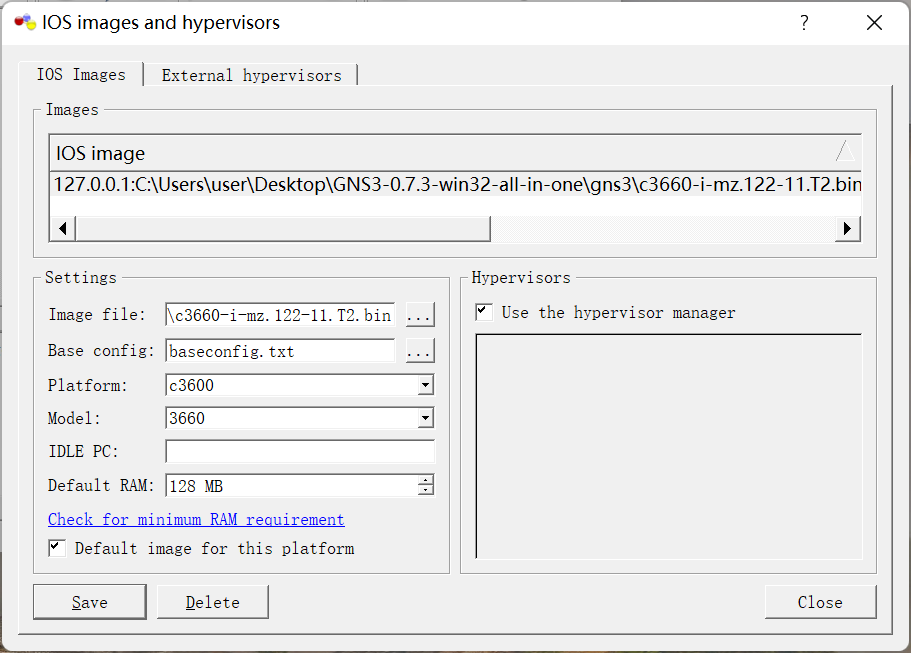 IOS images and hypervisors
?
IOS Images
External hypervisors
Images
IOS image
127.0.0.1:C:\Users\user\Desktop\GNS3-0.7.3-win32-all-in-one\gns3\c3660-i-mz.122-11.T2.bin
Settings
Image file: \c3660-i-mz.122-11.T2.bin ...
Base config: baseconfig.txt ...
Platform: c3600
Model: 3660
IDLE PC:
Default RAM: 128 MB
Check for minimum RAM requirement
Default image for this platform
Hypervisors
Use the hypervisor manager
Save
Delete
Close